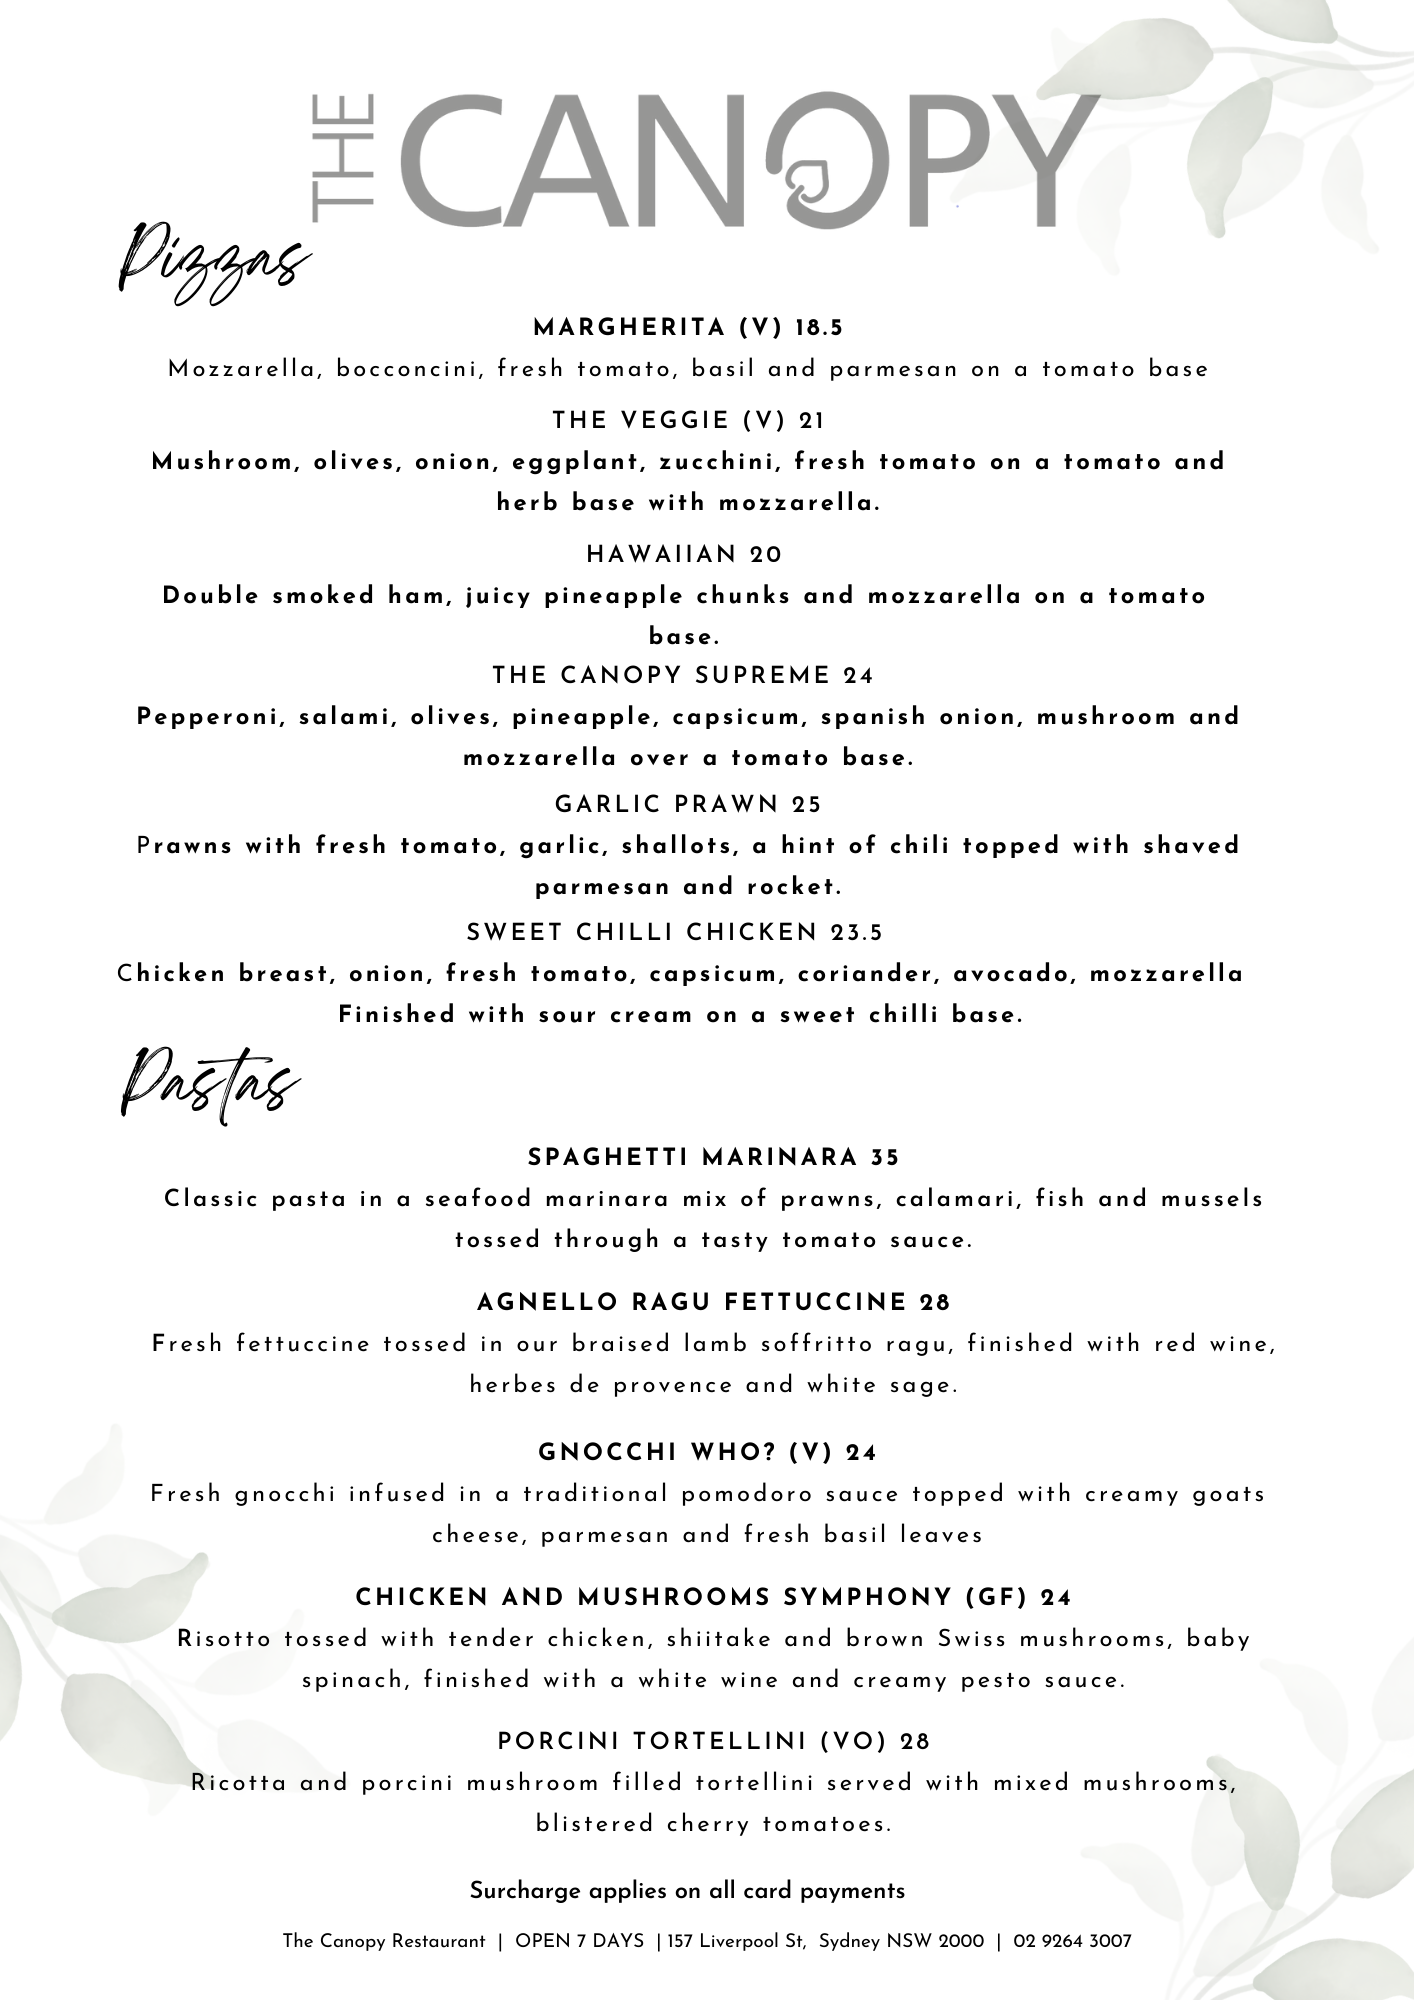 THE CANOPY
Pizzas
MARGHERITA (V) 18.5
Mozzarella, bocconcini, fresh tomato, basil and parmesan on a tomato base
THE VEGGIE (V) 21
Mushroom, olives, onion, eggplant, zucchini, fresh tomato on a tomato and
herb base with mozzarella.
HAWAIIAN 20
Double smoked ham, juicy pineapple chunks and mozzarella on a tomato
base.
THE CANOPY SUPREME 24
Pepperoni, salami, olives, pineapple, capsicum, spanish onion, mushroom and
mozzarella over a tomato base.
GARLIC PRAWN 25
Prawns with fresh tomato, garlic, shallots, a hint of chili topped with shaved
parmesan and rocket.
SWEET CHILLI CHICKEN 23.5
Chicken breast, onion, fresh tomato, capsicum, coriander, avocado, mozzarella
Finished with sour cream on a sweet chilli base.
Pastas
SPAGHETTI MARINARA 35
Classic pasta in a seafood marinara mix of prawns, calamari, fish and mussels
tossed through a tasty tomato sauce.
AGNELLO RAGU FETTUCCINE 28
Fresh fettuccine tossed in our braised lamb soffritto ragu, finished with red wine,
herbes de provence and white sage.
GNOCCHI WHO? (V) 24
Fresh gnocchi infused in a traditional pomodoro sauce topped with creamy goats
cheese, parmesan and fresh basil leaves
CHICKEN AND MUSHROOMS SYMPHONY (GF) 24
Risotto tossed with tender chicken, shiitake and brown Swiss mushrooms, baby
spinach, finished with a white wine and creamy pesto sauce.
PORCINI TORTELLINI (VO) 28
Ricotta and porcini mushroom filled tortellini served with mixed mushrooms,
blistered cherry tomatoes.
Surcharge applies on all card payments
The Canopy Restaurant | OPEN 7 DAYS | 157 Liverpool St, Sydney NSW 2000 | 02 9264 3007